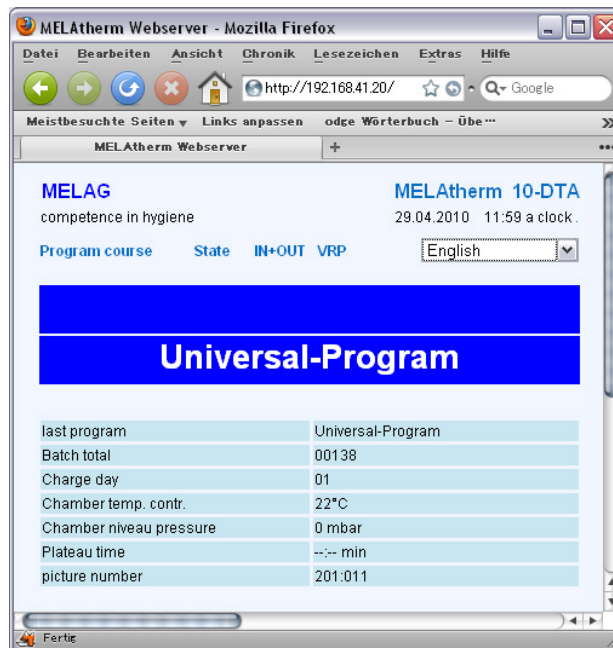 MELAtherm Webserver - Mozilla Firefox
Datei Bearbeiten Ansicht Chronik Lesezeichen Extras Hilfe
http://192.168.41.20/ Google
Meistbesuchte Seiten Links anpassen odge Wörterbuch – Übe...
MELAtherm Webserver
MELAG MELAtherm 10-DTA
competence in hygiene 29.04.2010 11:59 a clock.
Program course State IN+OUT VRP English
Universal-Program
last program Universal-Program
Batch total 00138
Charge day 01
Chamber temp. contr. 22°C
Chamber niveau pressure 0 mbar
Plateau time --:-- min
picture number 201:011
Fertig